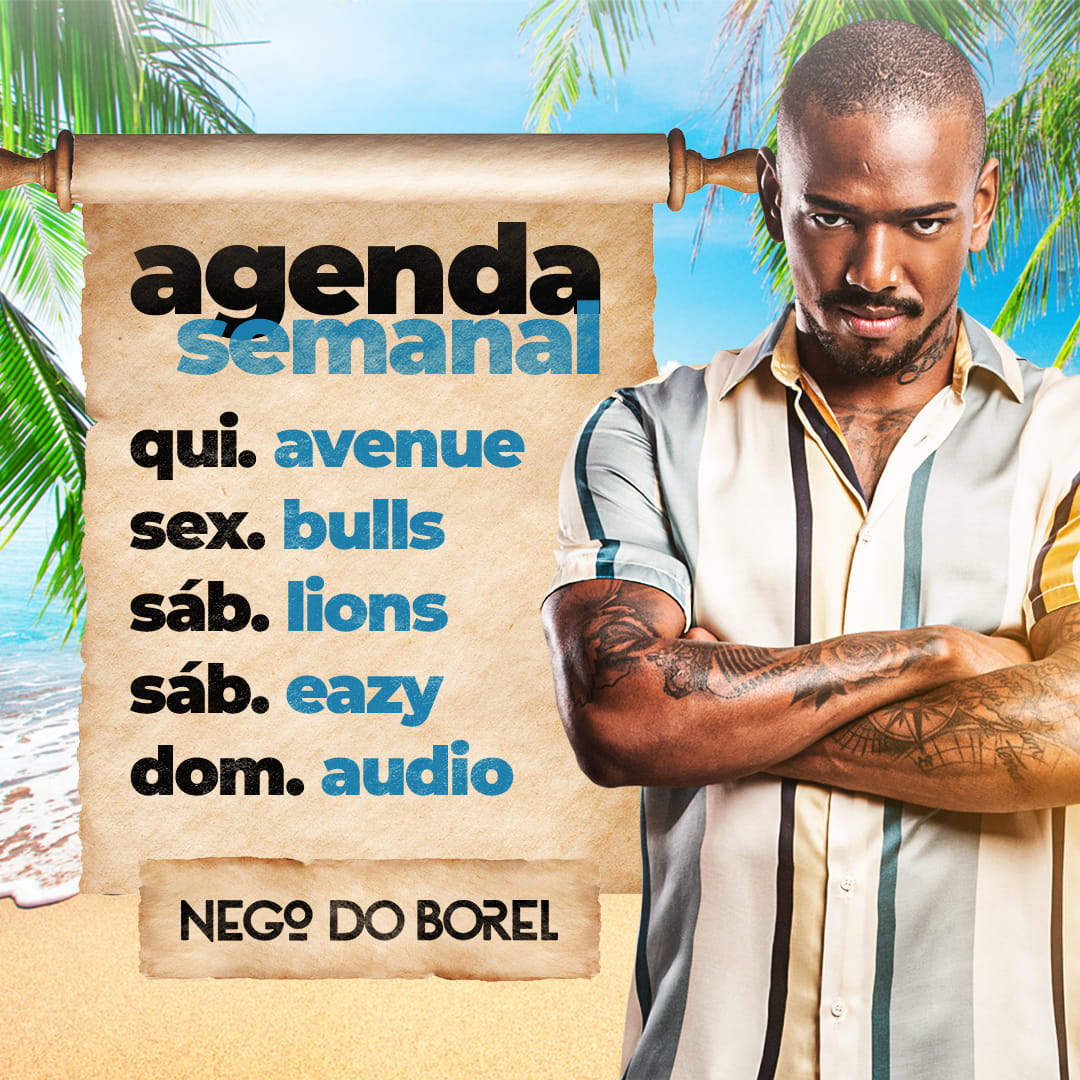 agenda
semanal
qui. avenue
sex. bulls
sáb. lions
sáb. eazy
dom. audio
NEGO DO BOREL